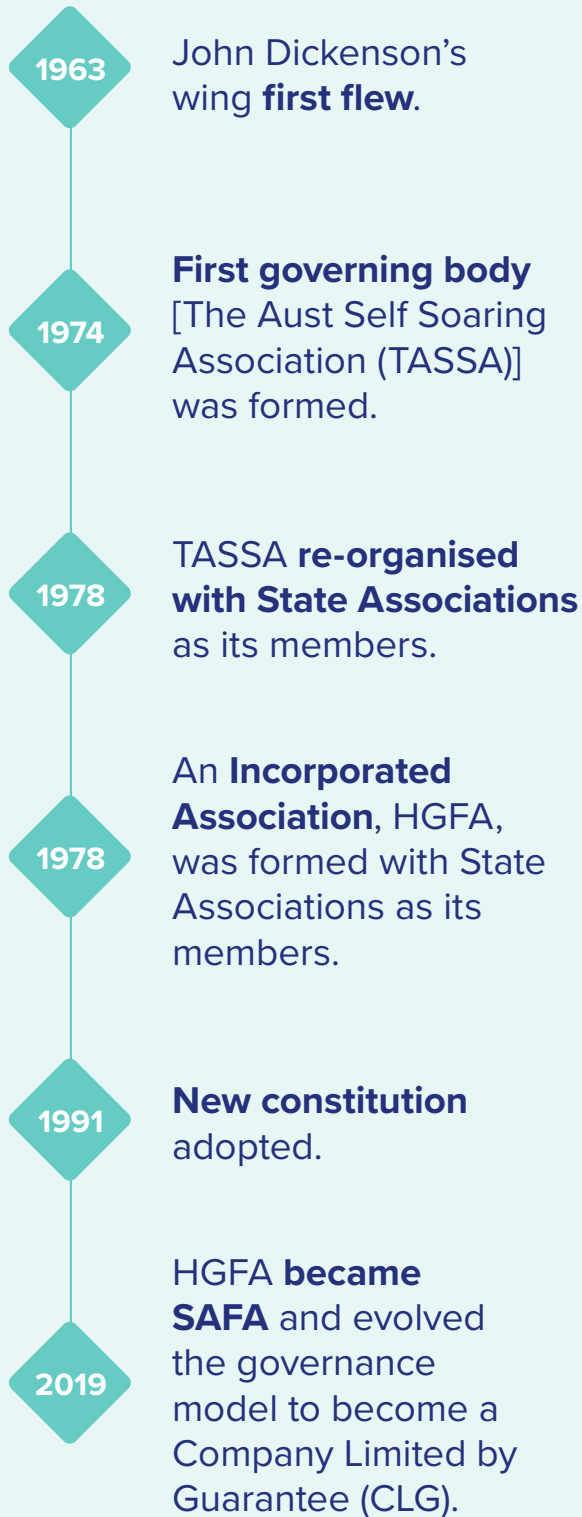 1963
John Dickenson’s
wing first flew.
1974
First governing body
[The Aust Self Soaring
Association (TASSA)]
was formed.
1978
TASSA re-organised
with State Associations
as its members.
1978
An Incorporated
Association, HGFA,
was formed with State
Associations as its
members.
1991
New constitution
adopted.
2019
HGFA became
SAFA and evolved
the governance
model to become a
Company Limited by
Guarantee (CLG).